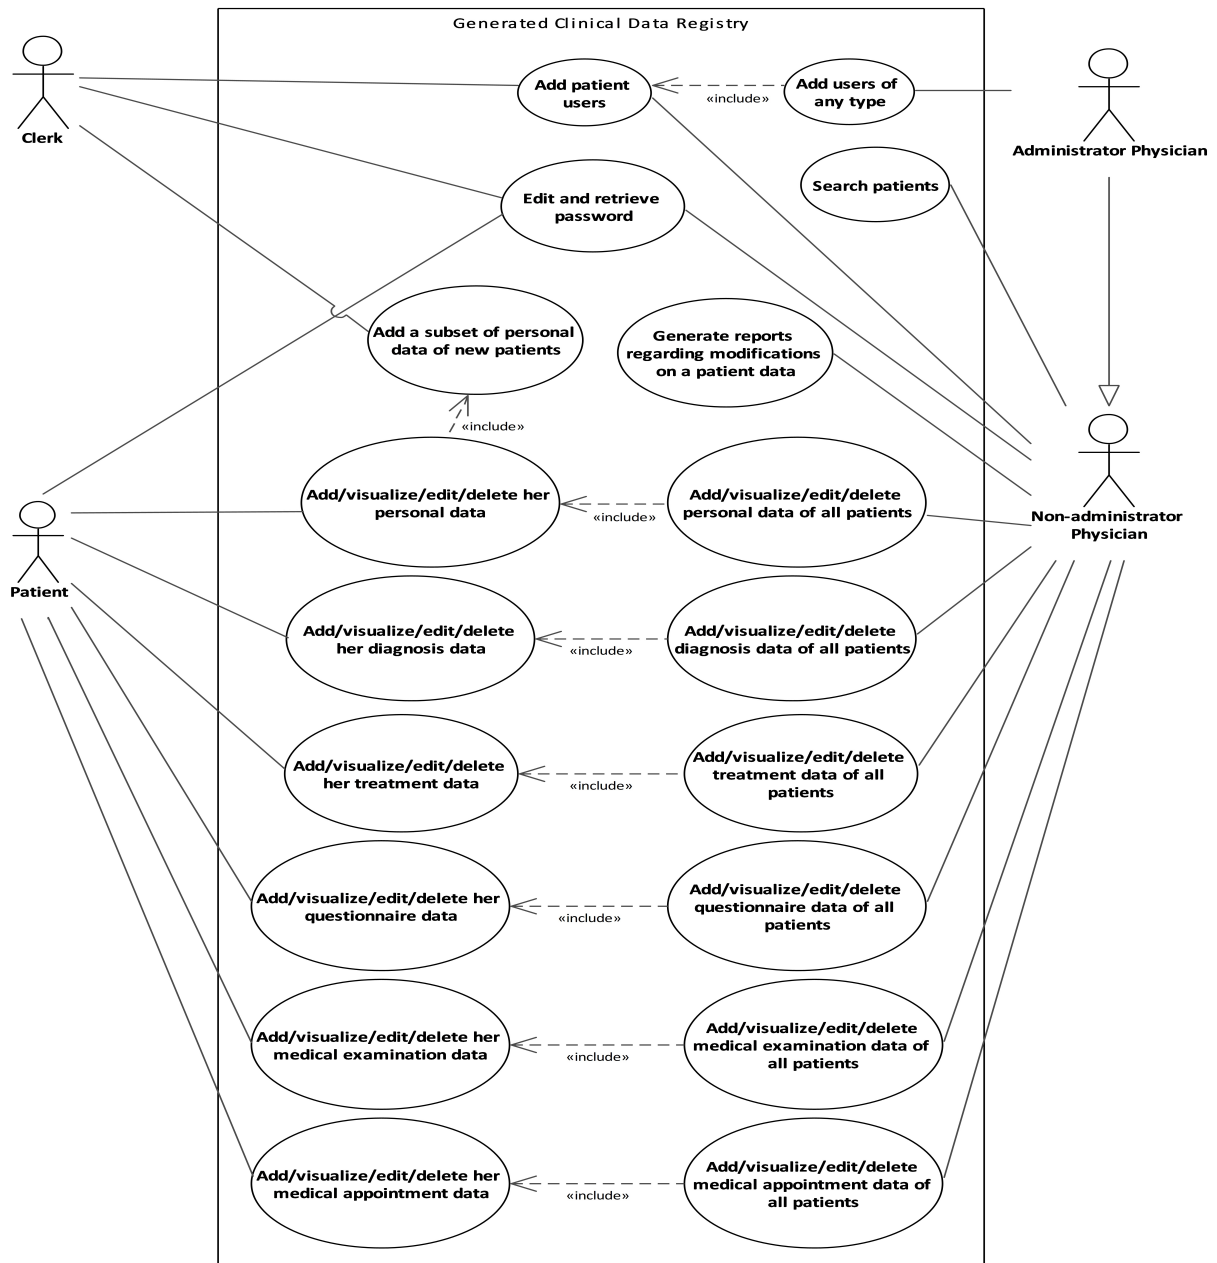 Generated Clinical Data Registry
Clerk
Add patient
users
«include»
Add users of
any type
Administrator Physician
Search patients
Edit and retrieve
password
Add a subset of personal
data of new patients
Generate reports
regarding modifications
on a patient data
«include»
Add/visualize/edit/delete her
personal data
«include»
Add/visualize/edit/delete
personal data of all patients
Non-administrator
Physician
Patient
Add/visualize/edit/delete
her diagnosis data
«include»
Add/visualize/edit/delete
diagnosis data of all patients
Add/visualize/edit/delete
her treatment data
«include»
Add/visualize/edit/delete
treatment data of all
patients
Add/visualize/edit/delete her
questionnaire data
«include»
Add/visualize/edit/delete
questionnaire data of all
patients
Add/visualize/edit/delete her
medical examination data
«include»
Add/visualize/edit/delete
medical examination data of
all patients
Add/visualize/edit/delete her
medical appointment data
«include»
Add/visualize/edit/delete
medical appointment data of
all patients